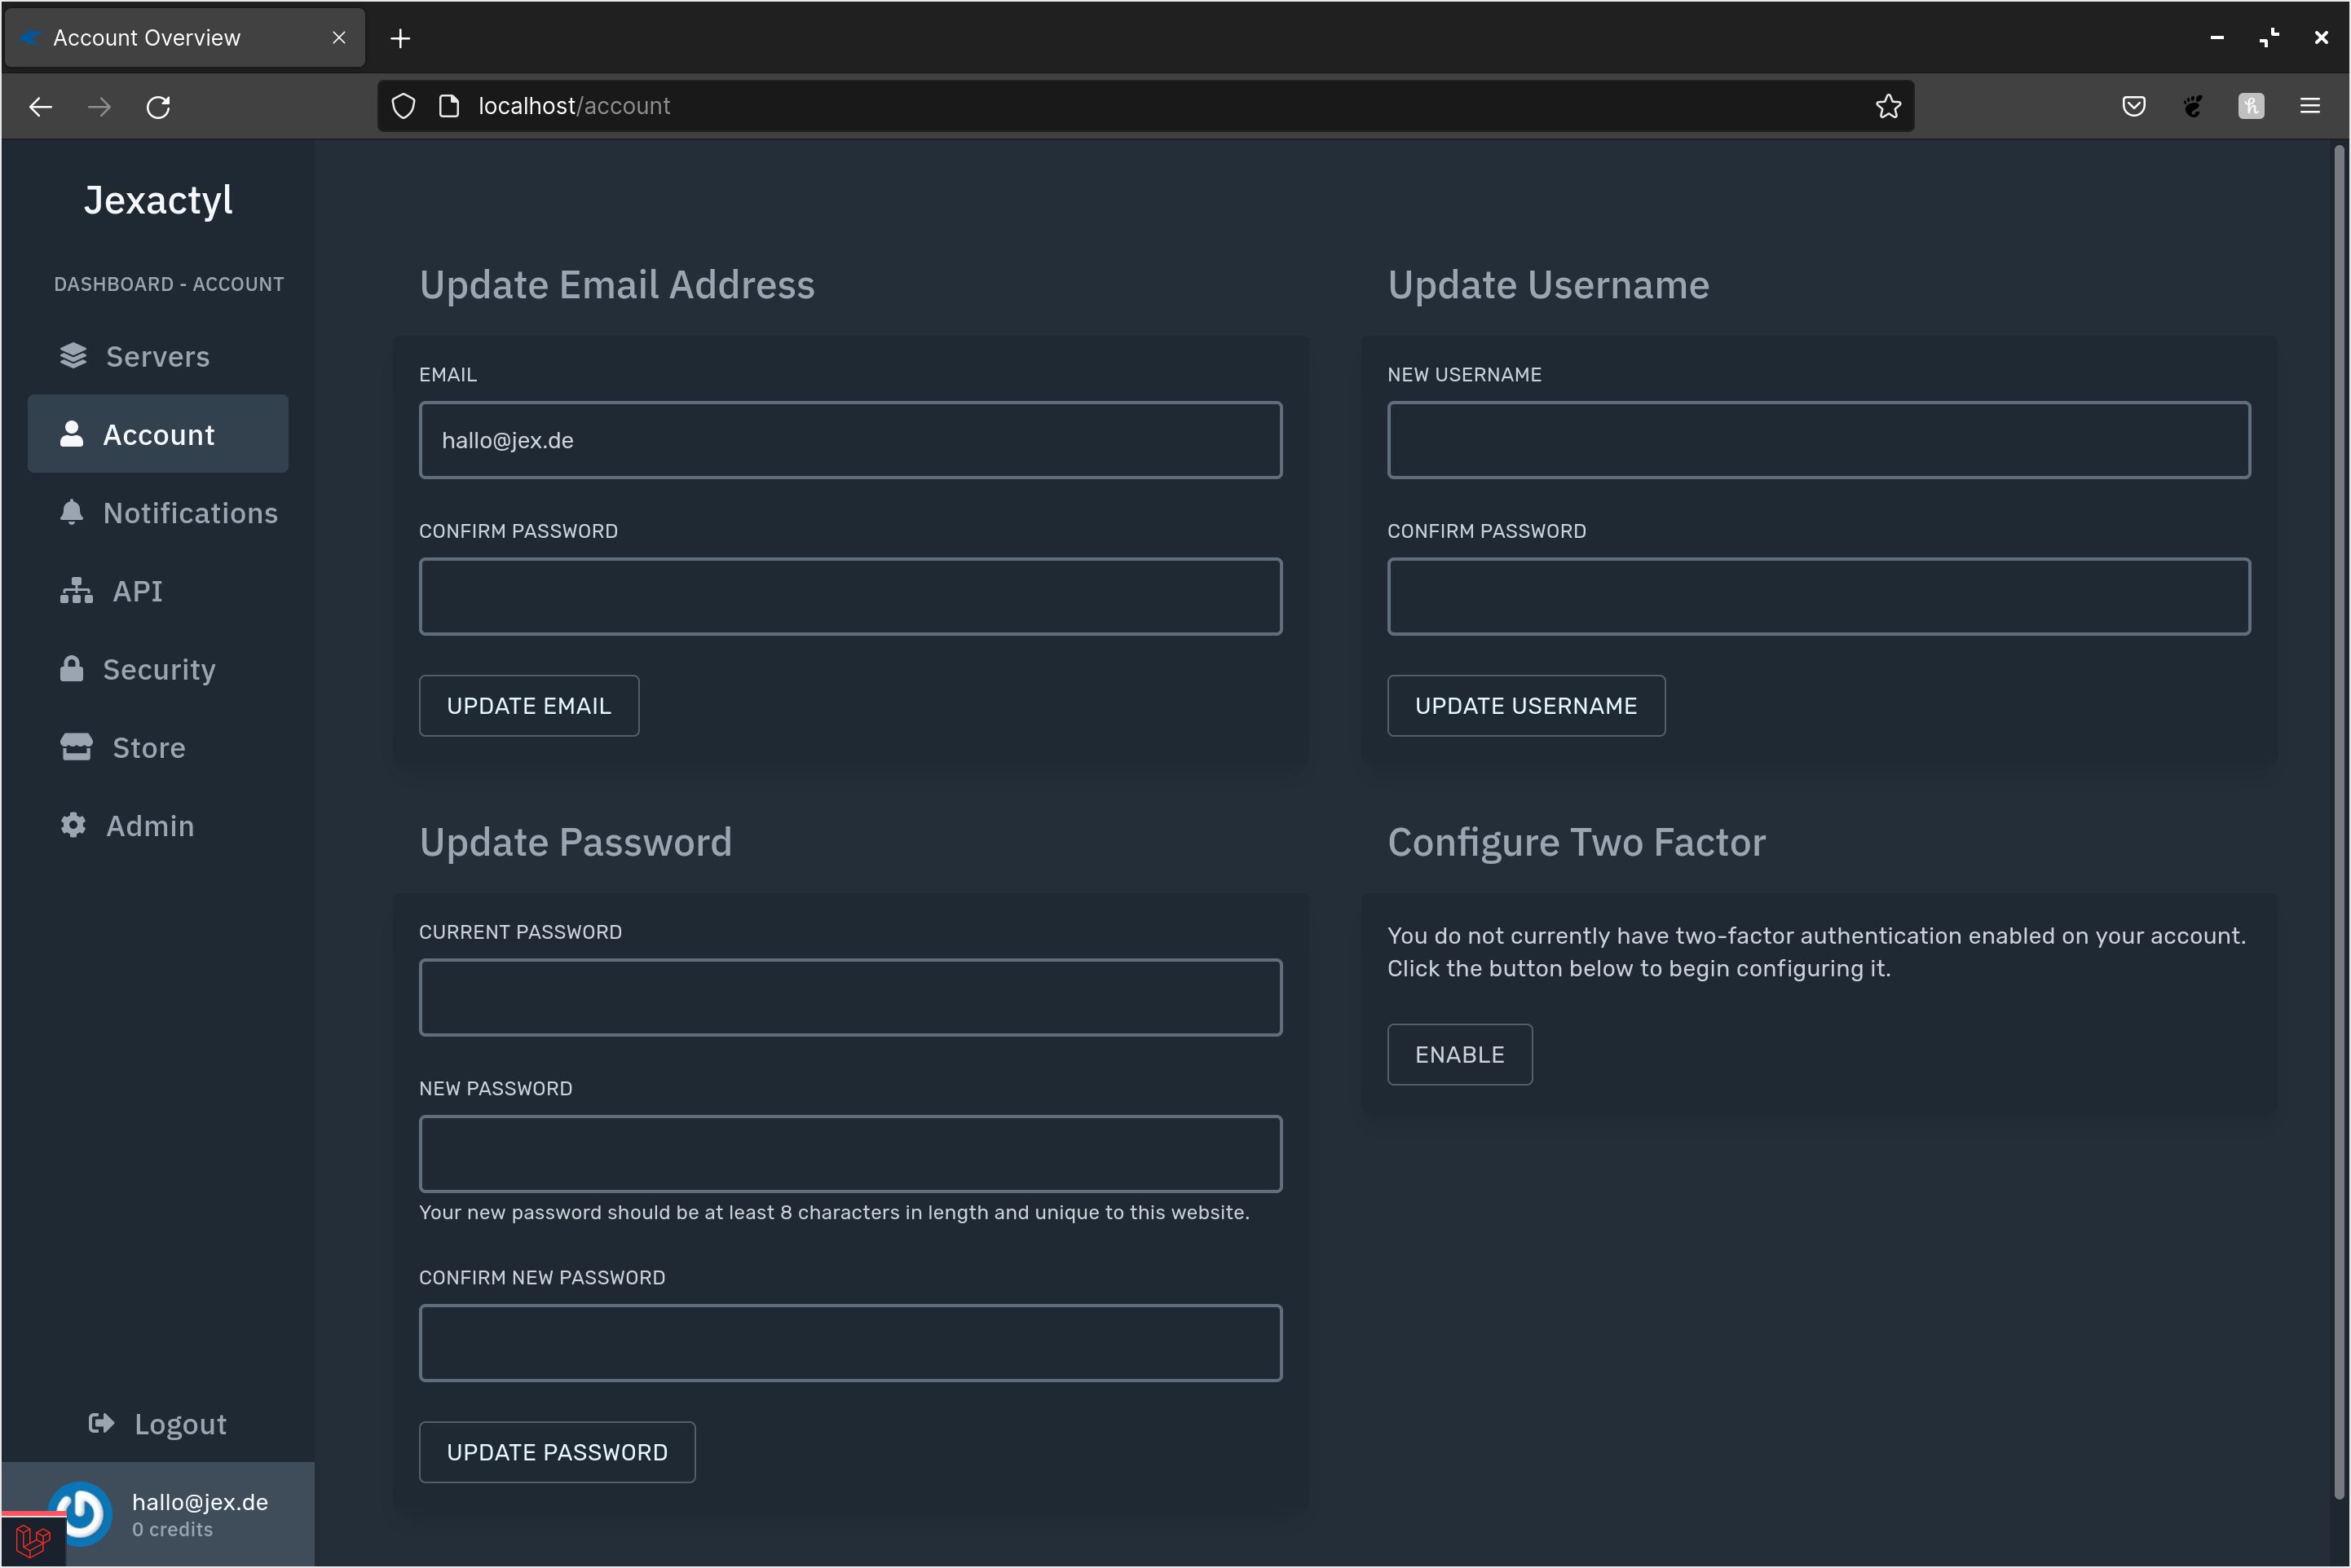 Account Overview
localhost/account
Jexactyl
DASHBOARD - ACCOUNT
Servers
Account
Notifications
API
Security
Store
Admin
Logout
hallo@jex.de
0 credits
Update Email Address
EMAIL
hallo@jex.de
CONFIRM PASSWORD
UPDATE EMAIL
Update Username
NEW USERNAME
CONFIRM PASSWORD
UPDATE USERNAME
Update Password
CURRENT PASSWORD
NEW PASSWORD
Your new password should be at least 8 characters in length and unique to this website.
CONFIRM NEW PASSWORD
UPDATE PASSWORD
Configure Two Factor
You do not currently have two-factor authentication enabled on your account.
Click the button below to begin configuring it.
ENABLE